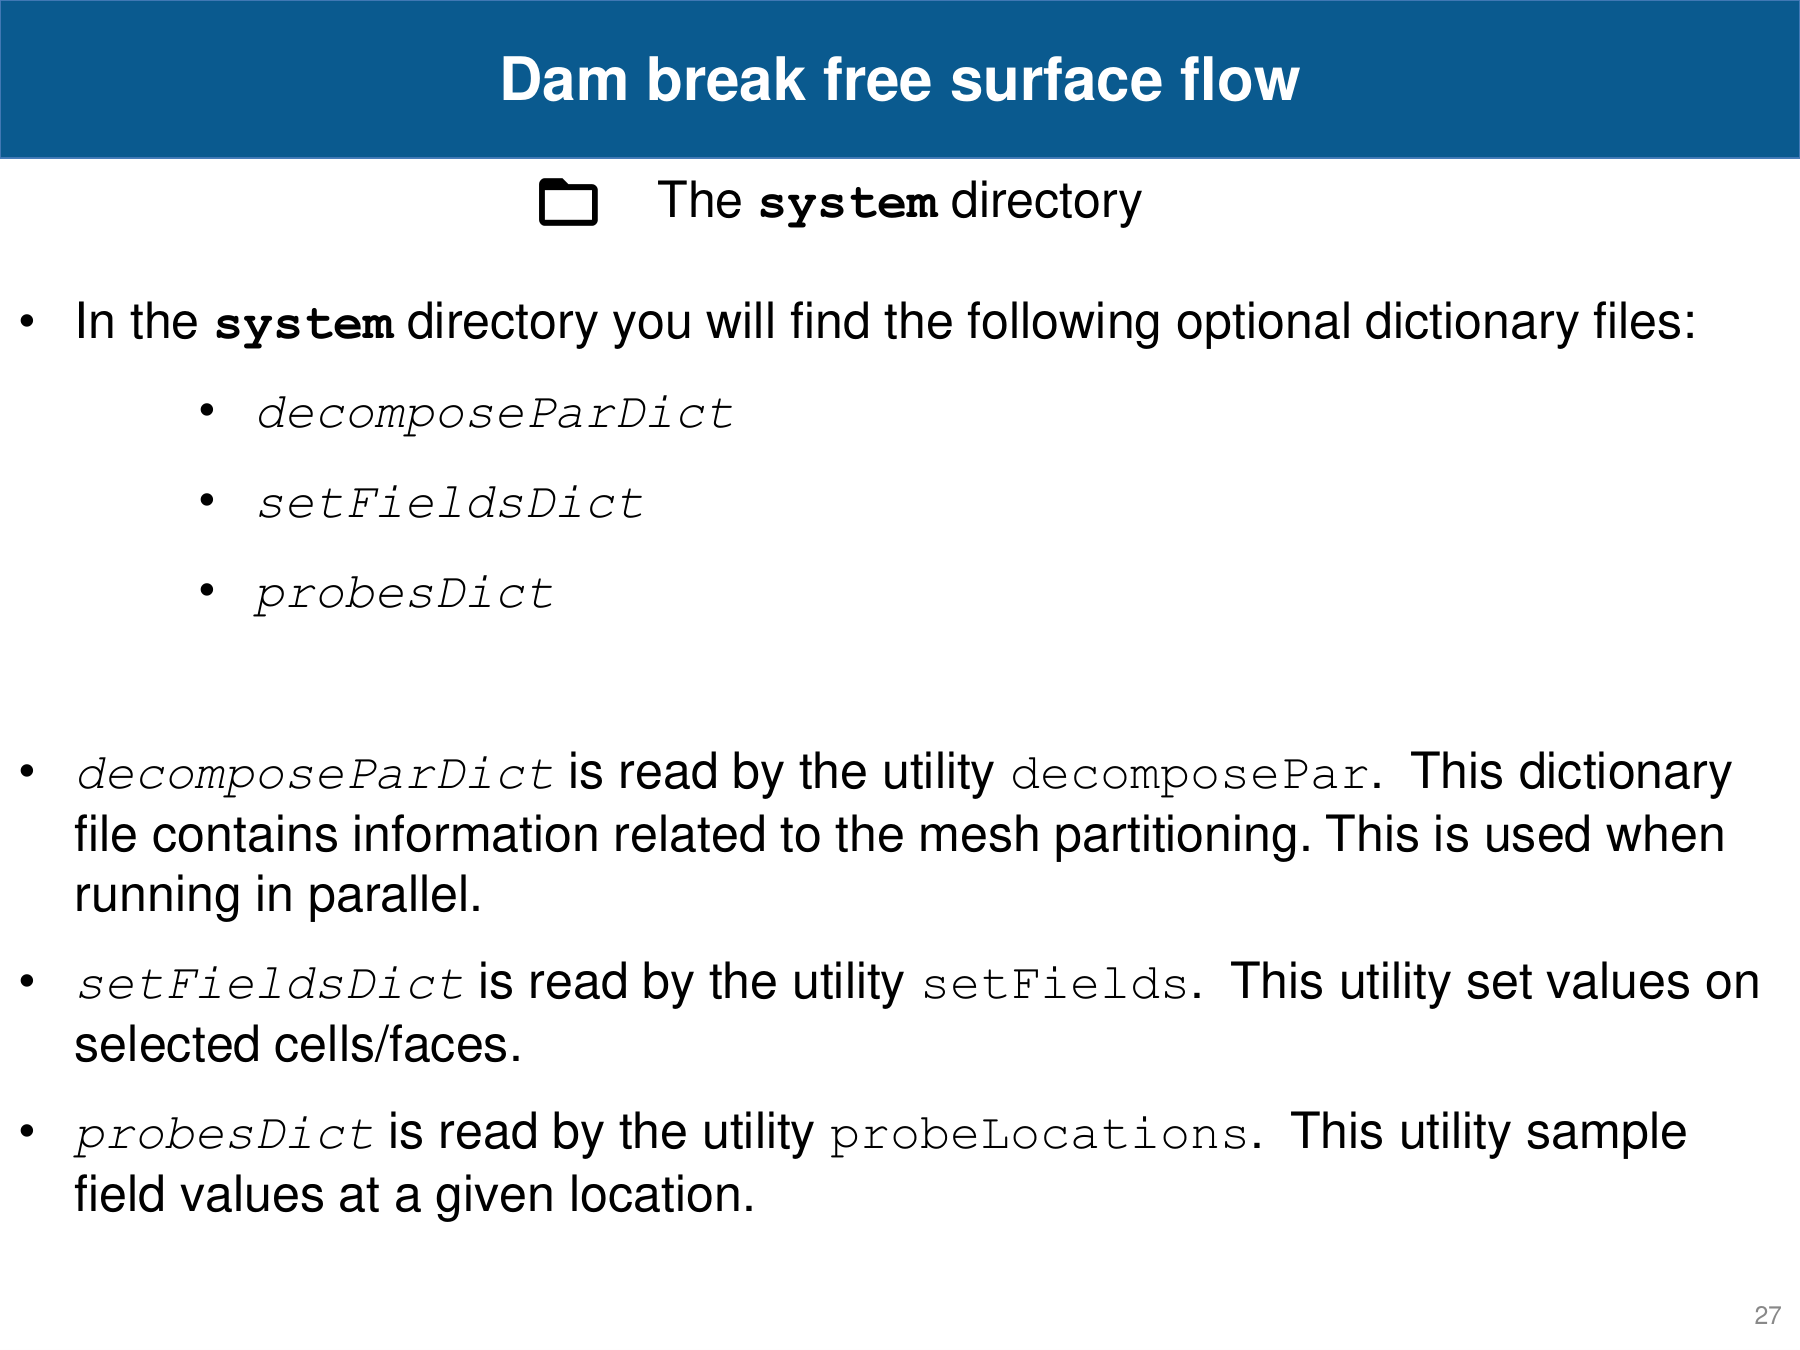 Dam break free surface flow
The system directory
• In the system directory you will find the following optional dictionary files:
• decomposeParDict
• setFieldsDict
• probesDict
• decomposeParDict is read by the utility decomposePar.  This dictionary
file contains information related to the mesh partitioning. This is used when
running in parallel.
• setFieldsDict is read by the utility setFields.  This utility set values on
selected cells/faces.
• probesDict is read by the utility probeLocations.  This utility sample
field values at a given location.
27